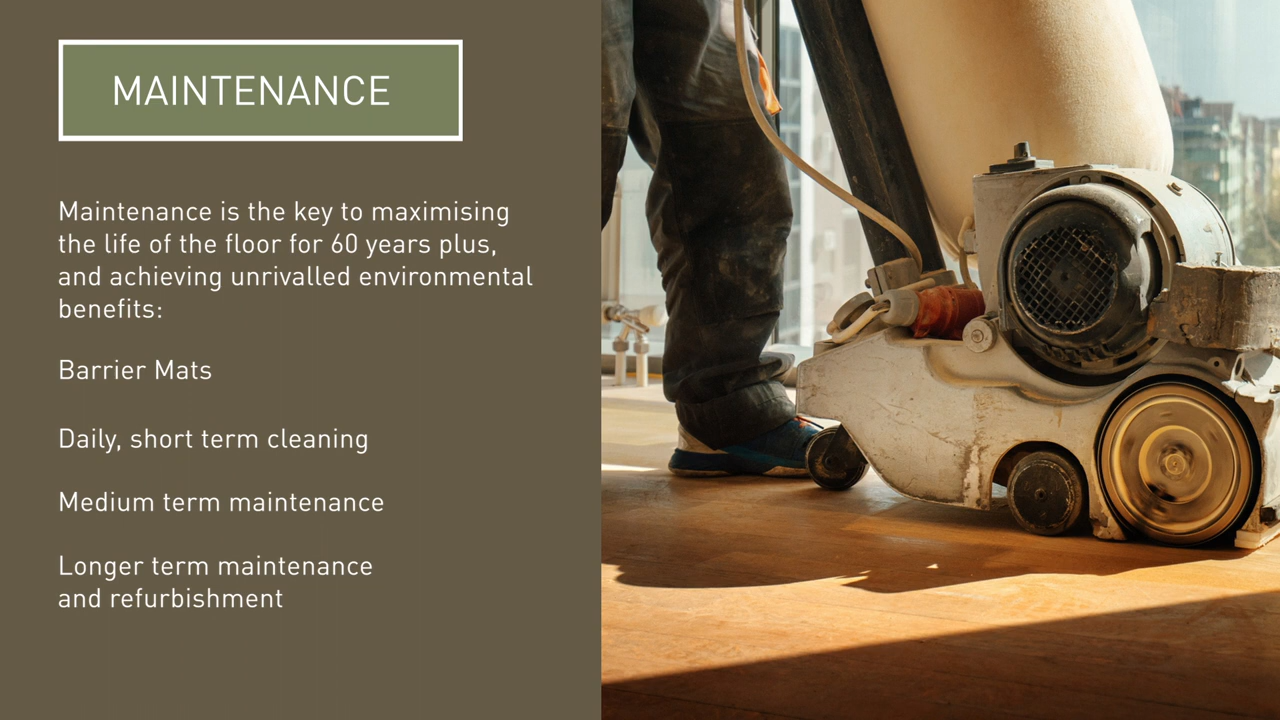 MAINTENANCE
Maintenance is the key to maximising
the life of the floor for 60 years plus,
and achieving unrivalled environmental
benefits:
Barrier Mats
Daily, short term cleaning
Medium term maintenance
Longer term maintenance
and refurbishment